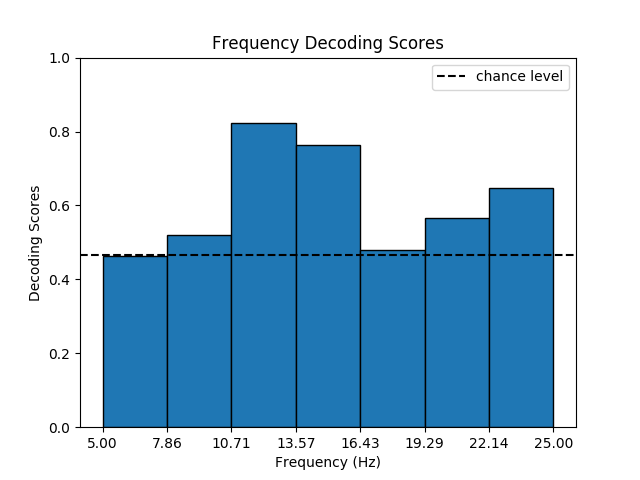 Frequency Decoding Scores
1.0
chance level
0.8
0.6
Decoding Scores
0.4
0.2
0.0
5.00 7.86 10.71 13.57 16.43 19.29 22.14 25.00
Frequency (Hz)